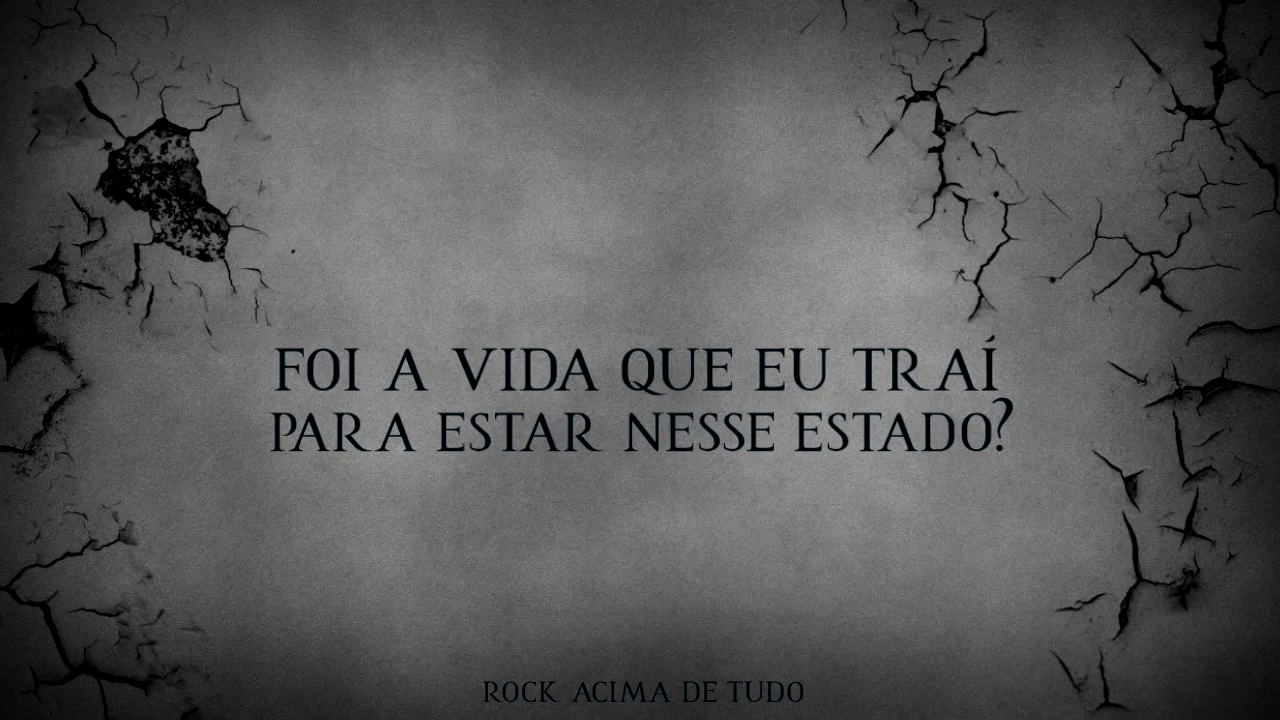 FOI A VIDA QUE EU TRAÍ
PARA ESTAR NESSE ESTADO?
ROCK ACIMA DE TUDO